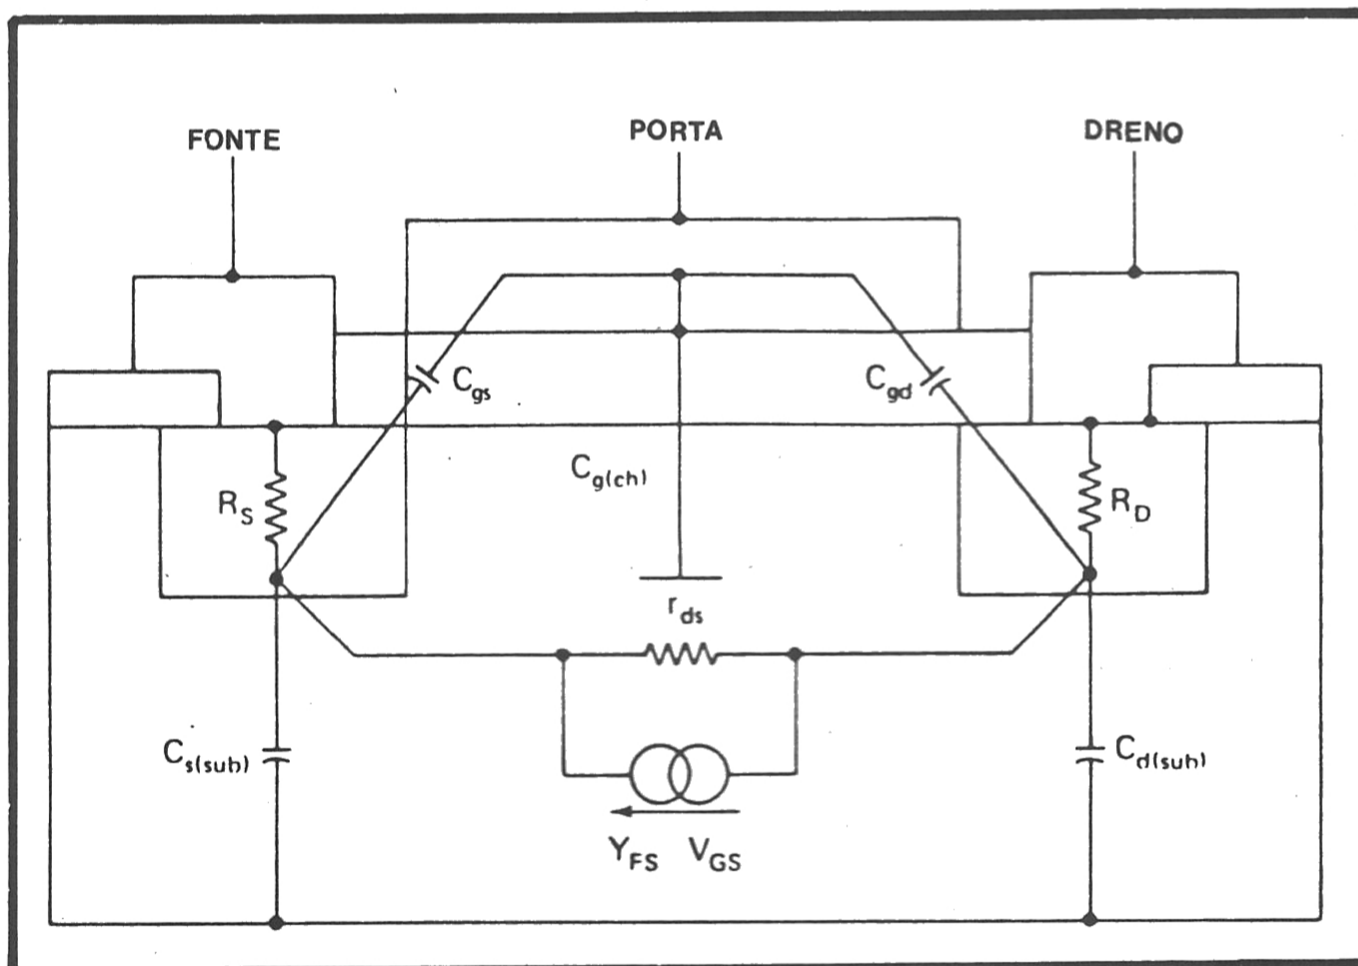 FONTE
PORTA
DRENO
Cgs
Cgd
Cg(ch)
RS
RD
rds
Cs(sub)
Cd(sub)
YFS VGS